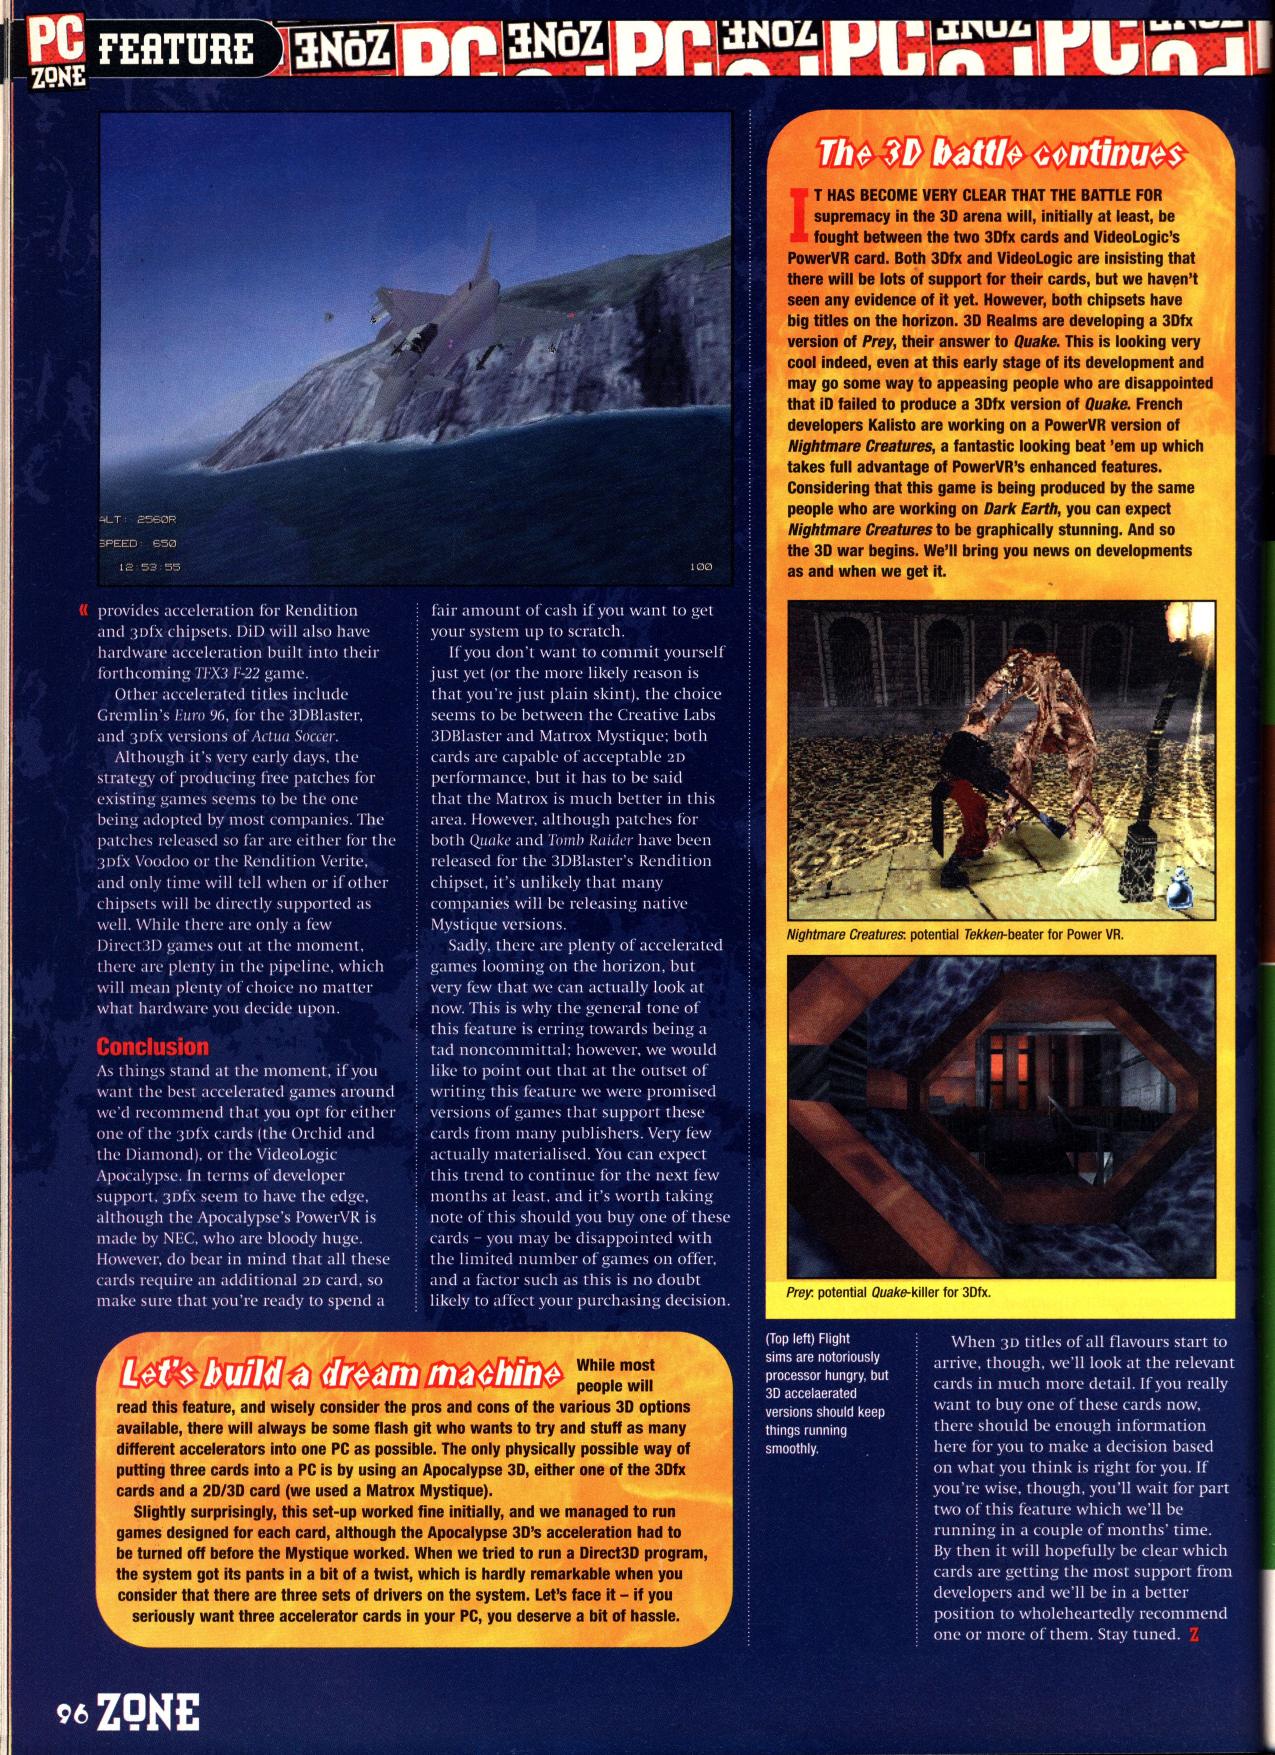 PC
ZONE
FEATURE
ZONE
PC
ZONE
PC
ZONE
PC
ZONE
PC
ALT: 2560R
SPEED: 650
12:53:55
100
« provides acceleration for Rendition
and 3Dfx chipsets. DiD will also have
hardware acceleration built into their
forthcoming TFX3 F-22 game.
Other accelerated titles include
Gremlin's Euro 96, for the 3DBlaster,
and 3Dfx versions of Actua Soccer.
Although it's very early days, the
strategy of producing free patches for
existing games seems to be the one
being adopted by most companies. The
patches released so far are either for the
3Dfx Voodoo or the Rendition Verite,
and only time will tell when or if other
chipsets will be directly supported as
well. While there are only a few
Direct3D games out at the moment,
there are plenty in the pipeline, which
will mean plenty of choice no matter
what hardware you decide upon.
Conclusion
As things stand at the moment, if you
want the best accelerated games around
we'd recommend that you opt for either
one of the 3Dfx cards (the Orchid and
the Diamond), or the VideoLogic
Apocalypse. In terms of developer
support, 3Dfx seem to have the edge,
although the Apocalypse's PowerVR is
made by NEC, who are bloody huge.
However, do bear in mind that all these
cards require an additional 2D card, so
make sure that you're ready to spend a
fair amount of cash if you want to get
your system up to scratch.
If you don't want to commit yourself
just yet (or the more likely reason is
that you're just plain skint), the choice
seems to be between the Creative Labs
3DBlaster and Matrox Mystique; both
cards are capable of acceptable 2D
performance, but it has to be said
that the Matrox is much better in this
area. However, although patches for
both Quake and Tomb Raider have been
released for the 3DBlaster's Rendition
chipset, it's unlikely that many
companies will be releasing native
Mystique versions.
Sadly, there are plenty of accelerated
games looming on the horizon, but
very few that we can actually look at
now. This is why the general tone of
this feature is erring towards being a
tad noncommittal; however, we would
like to point out that at the outset of
writing this feature we were promised
versions of games that support these
cards from many publishers. Very few
actually materialised. You can expect
this trend to continue for the next few
months at least, and it's worth taking
note of this should you buy one of these
cards – you may be disappointed with
the limited number of games on offer,
and a factor such as this is no doubt
likely to affect your purchasing decision.
The 3D battle continues
IT HAS BECOME VERY CLEAR THAT THE BATTLE FOR
supremacy in the 3D arena will, initially at least, be
fought between the two 3Dfx cards and VideoLogic's
PowerVR card. Both 3Dfx and VideoLogic are insisting that
there will be lots of support for their cards, but we haven't
seen any evidence of it yet. However, both chipsets have
big titles on the horizon. 3D Realms are developing a 3Dfx
version of Prey, their answer to Quake. This is looking very
cool indeed, even at this early stage of its development and
may go some way to appeasing people who are disappointed
that iD failed to produce a 3Dfx version of Quake. French
developers Kalisto are working on a PowerVR version of
Nightmare Creatures, a fantastic looking beat 'em up which
takes full advantage of PowerVR's enhanced features.
Considering that this game is being produced by the same
people who are working on Dark Earth, you can expect
Nightmare Creatures to be graphically stunning. And so
the 3D war begins. We'll bring you news on developments
as and when we get it.
Nightmare Creatures: potential Tekken-beater for Power VR.
Prey: potential Quake-killer for 3Dfx.
Let's build a dream machine
While most
people will
read this feature, and wisely consider the pros and cons of the various 3D options
available, there will always be some flash git who wants to try and stuff as many
different accelerators into one PC as possible. The only physically possible way of
putting three cards into a PC is by using an Apocalypse 3D, either one of the 3Dfx
cards and a 2D/3D card (we used a Matrox Mystique).
Slightly surprisingly, this set-up worked fine initially, and we managed to run
games designed for each card, although the Apocalypse 3D's acceleration had to
be turned off before the Mystique worked. When we tried to run a Direct3D program,
the system got its pants in a bit of a twist, which is hardly remarkable when you
consider that there are three sets of drivers on the system. Let's face it – if you
seriously want three accelerator cards in your PC, you deserve a bit of hassle.
(Top left) Flight
sims are notoriously
processor hungry, but
3D accelaerated
versions should keep
things running
smoothly.
When 3D titles of all flavours start to
arrive, though, we'll look at the relevant
cards in much more detail. If you really
want to buy one of these cards now,
there should be enough information
here for you to make a decision based
on what you think is right for you. If
you're wise, though, you'll wait for part
two of this feature which we'll be
running in a couple of months' time.
By then it will hopefully be clear which
cards are getting the most support from
developers and we'll be in a better
position to wholeheartedly recommend
one or more of them. Stay tuned. Z
96 ZONE